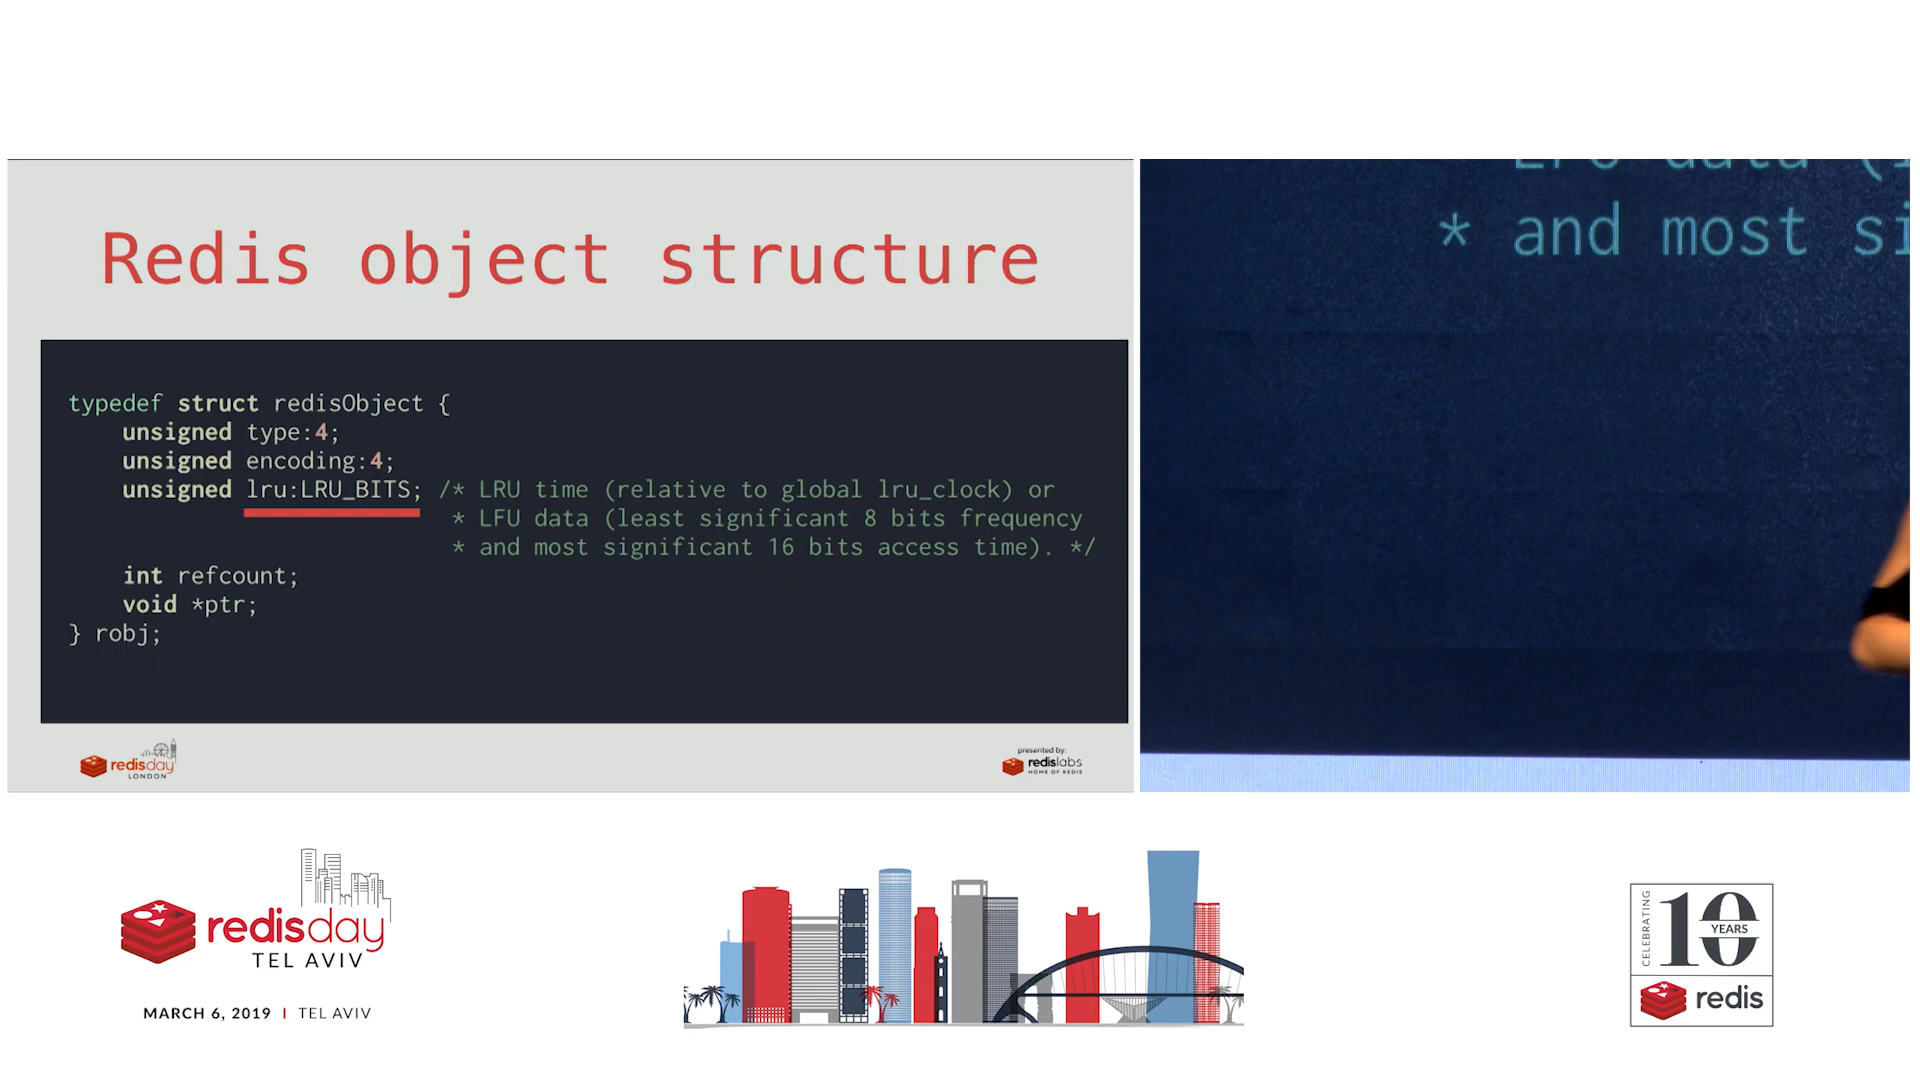 Redis object structure
typedef struct redisObject {
    unsigned type:4;
    unsigned encoding:4;
    unsigned lru:LRU_BITS; /* LRU time (relative to global lru_clock) or
                            * LFU data (least significant 8 bits frequency
                            * and most significant 16 bits access time). */
    int refcount;
    void *ptr;
} robj;
redisday
LONDON
presented by:
redislabs
HOME OF REDIS
LFU data (
* and most si
redisday
TEL AVIV
MARCH 6, 2019 | TEL AVIV
CELEBRATING
10
YEARS
redis